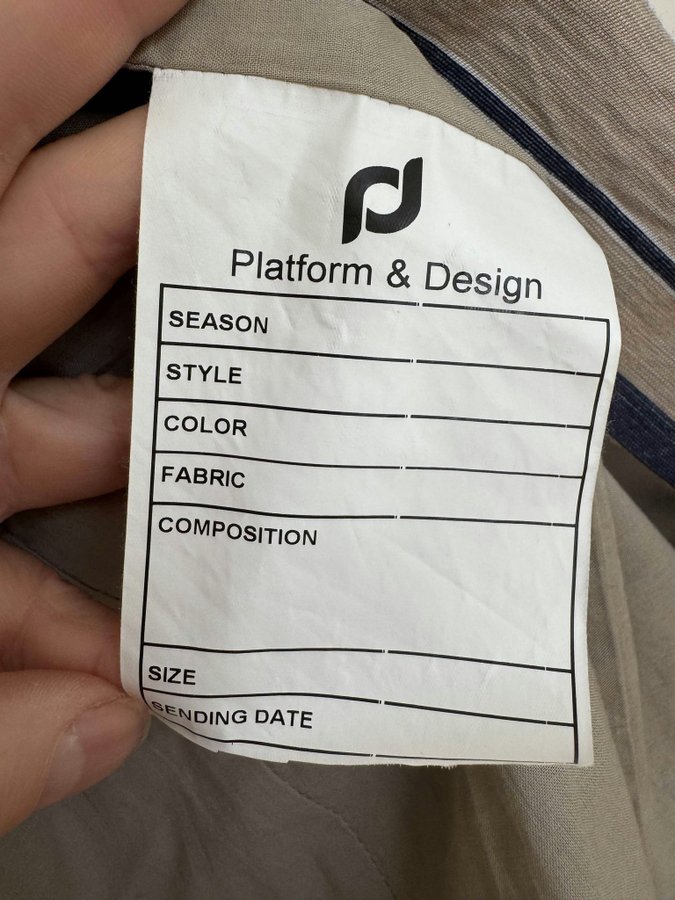 Platform & Design
SEASON
STYLE
COLOR
FABRIC
COMPOSITION
SIZE
SENDING DATE